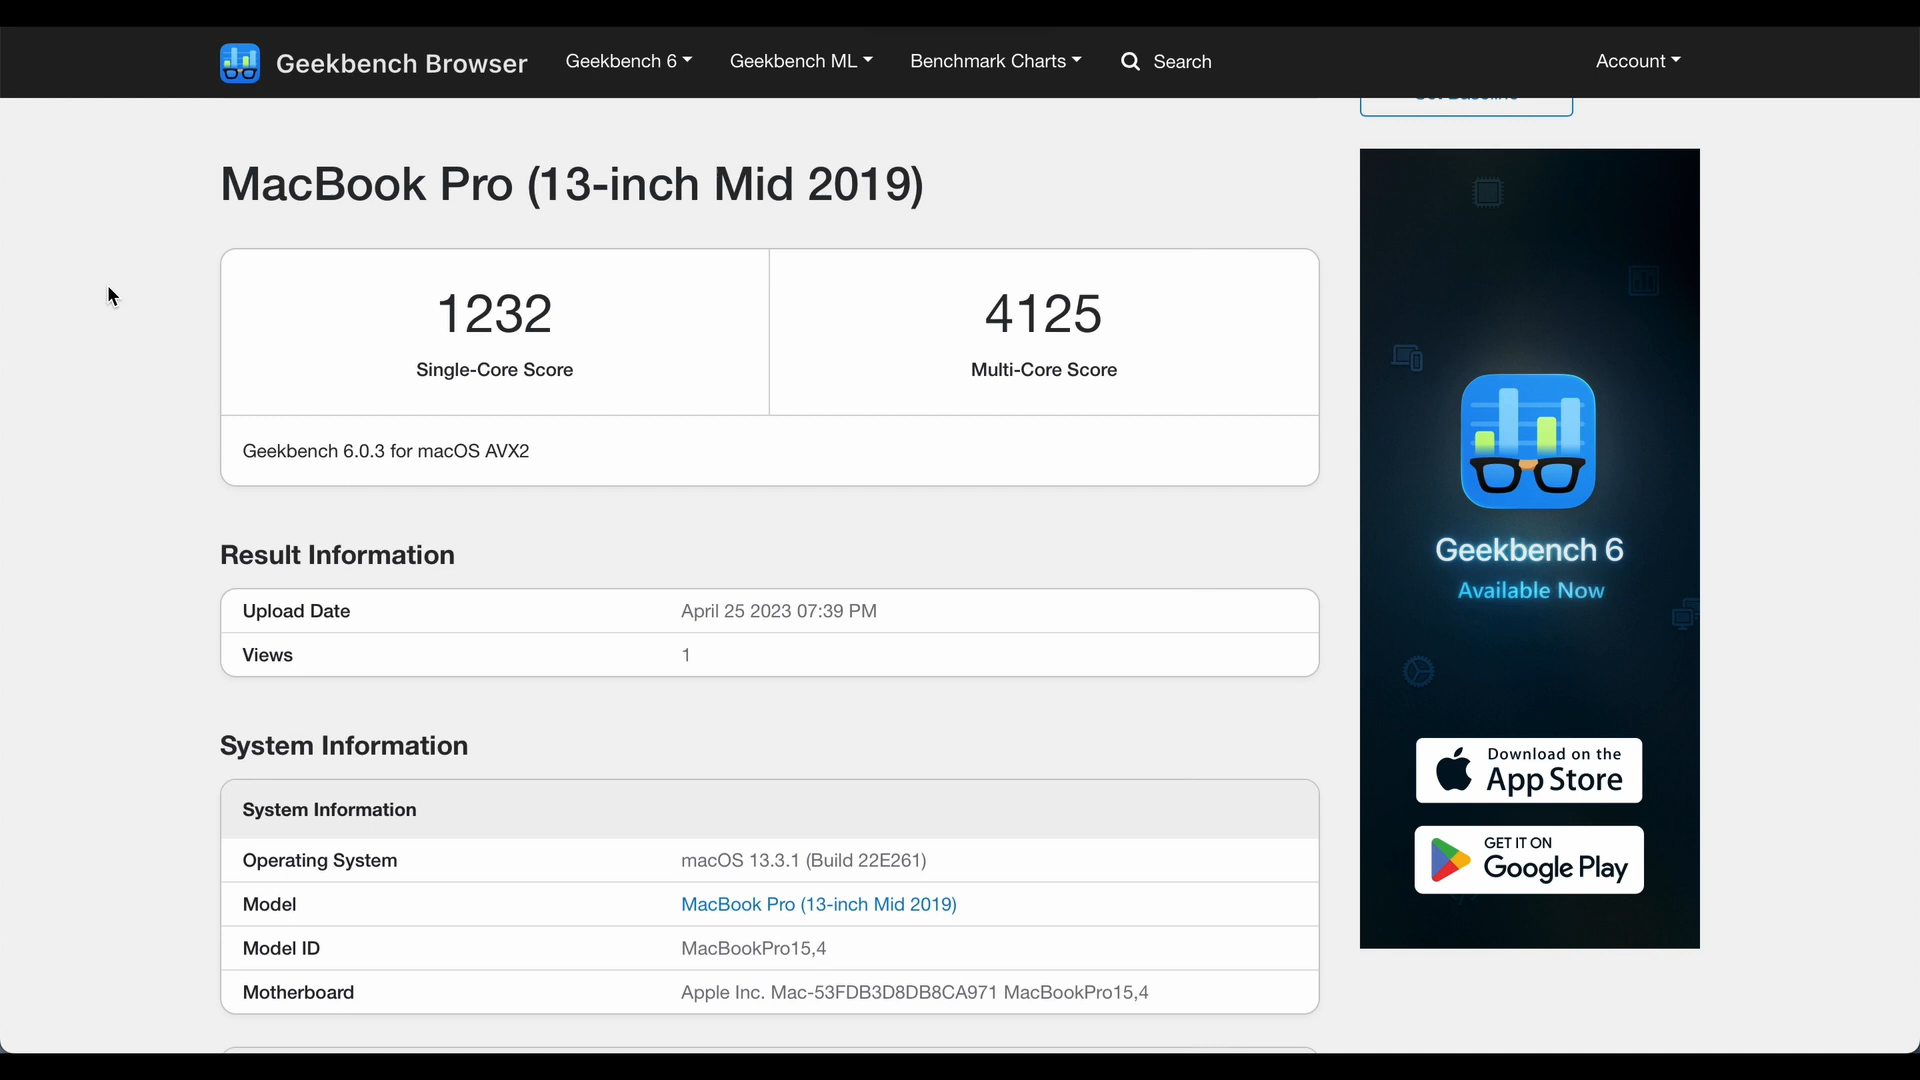 Geekbench Browser
Geekbench 6
Geekbench ML
Benchmark Charts
Search
Account
MacBook Pro (13-inch Mid 2019)
1232
Single-Core Score
4125
Multi-Core Score
Geekbench 6.0.3 for macOS AVX2
Result Information
Upload Date April 25 2023 07:39 PM
Views 1
System Information
System Information
Operating System macOS 13.3.1 (Build 22E261)
Model MacBook Pro (13-inch Mid 2019)
Model ID MacBookPro15,4
Motherboard Apple Inc. Mac-53FDB3D8DB8CA971 MacBookPro15,4
Geekbench 6
Available Now
Download on the
App Store
GET IT ON
Google Play